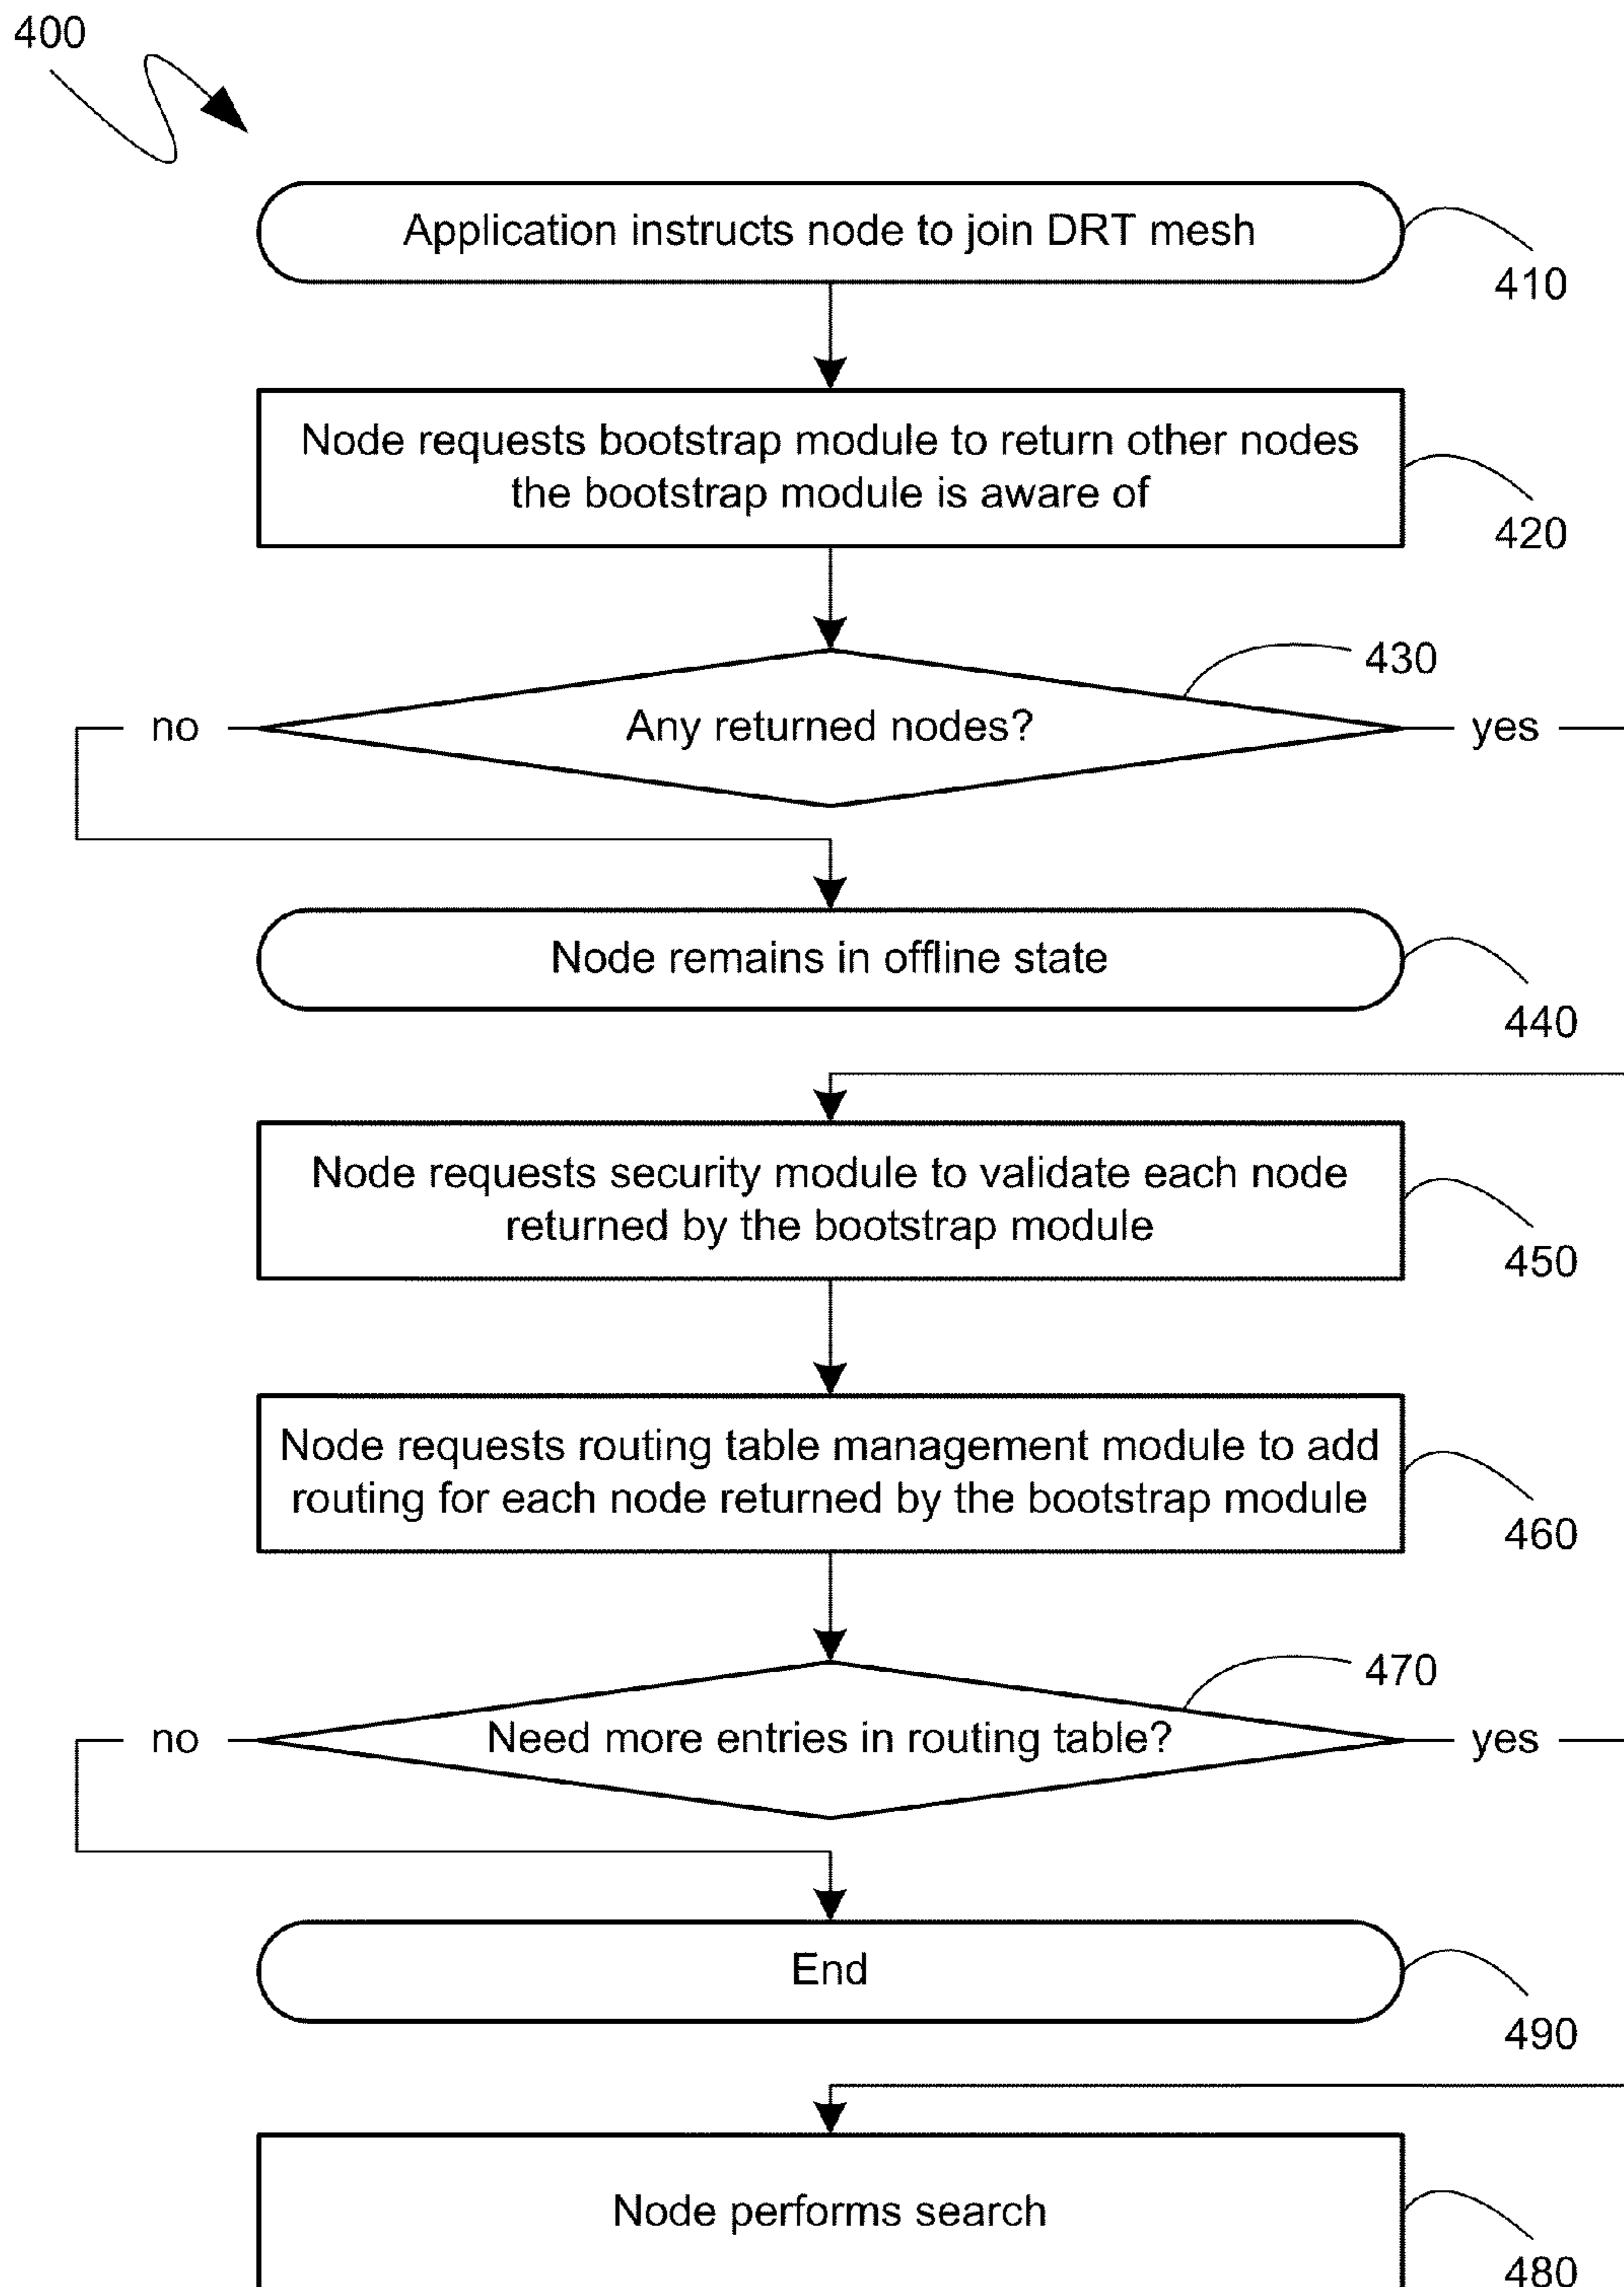 400
Application instructs node to join DRT mesh
410
Node requests bootstrap module to return other nodes
the bootstrap module is aware of
420
430
no
Any returned nodes?
yes
Node remains in offline state
440
Node requests security module to validate each node
returned by the bootstrap module
450
Node requests routing table management module to add
routing for each node returned by the bootstrap module
460
470
no
Need more entries in routing table?
yes
End
490
Node performs search
480